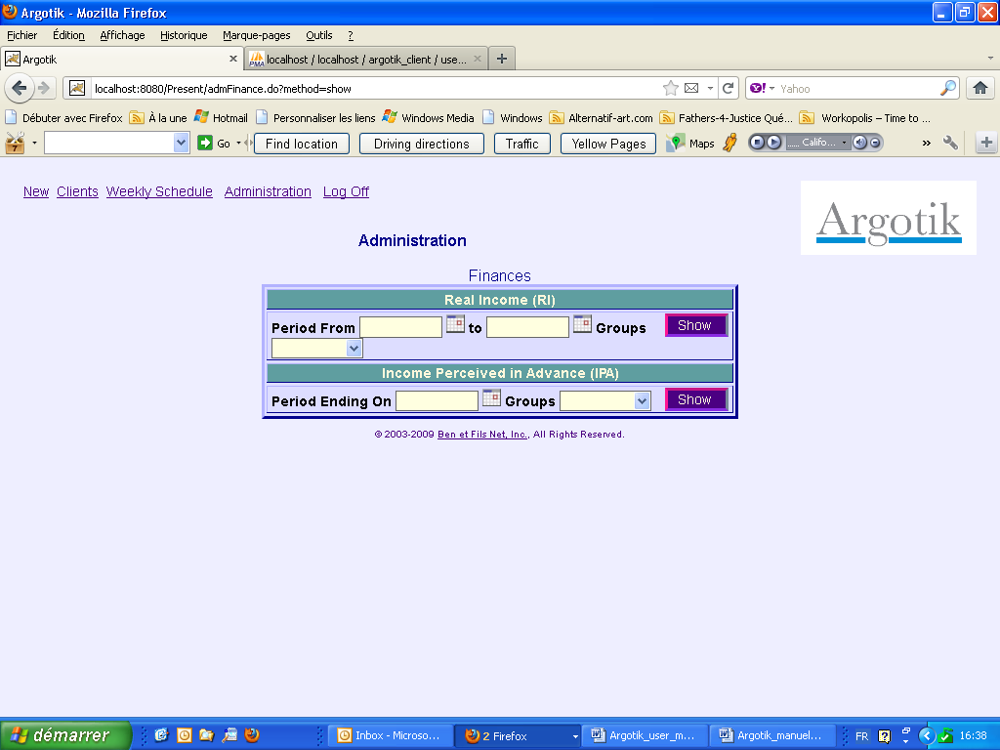 Argotik - Mozilla Firefox
Fichier Édition Affichage Historique Marque-pages Outils ?
Argotik
localhost / localhost / argotik_client / use...
localhost:8080/Present/admFinance.do?method=show
Yahoo
Débuter avec Firefox À la une Hotmail Personnaliser les liens Windows Media Windows Alternatif-art.com Fathers-4-Justice Qué... Workopolis – Time to ...
Go Find location Driving directions Traffic Yellow Pages Maps ..... Califo... »
New Clients Weekly Schedule Administration Log Off
Argotik
Administration
Finances
Real Income (RI)
Period From to Groups Show
Income Perceived in Advance (IPA)
Period Ending On Groups Show
© 2003-2009 Ben et Fils Net, Inc., All Rights Reserved.
démarrer Inbox - Microso... 2 Firefox Argotik_user_m... Argotik_manuel... FR 16:38